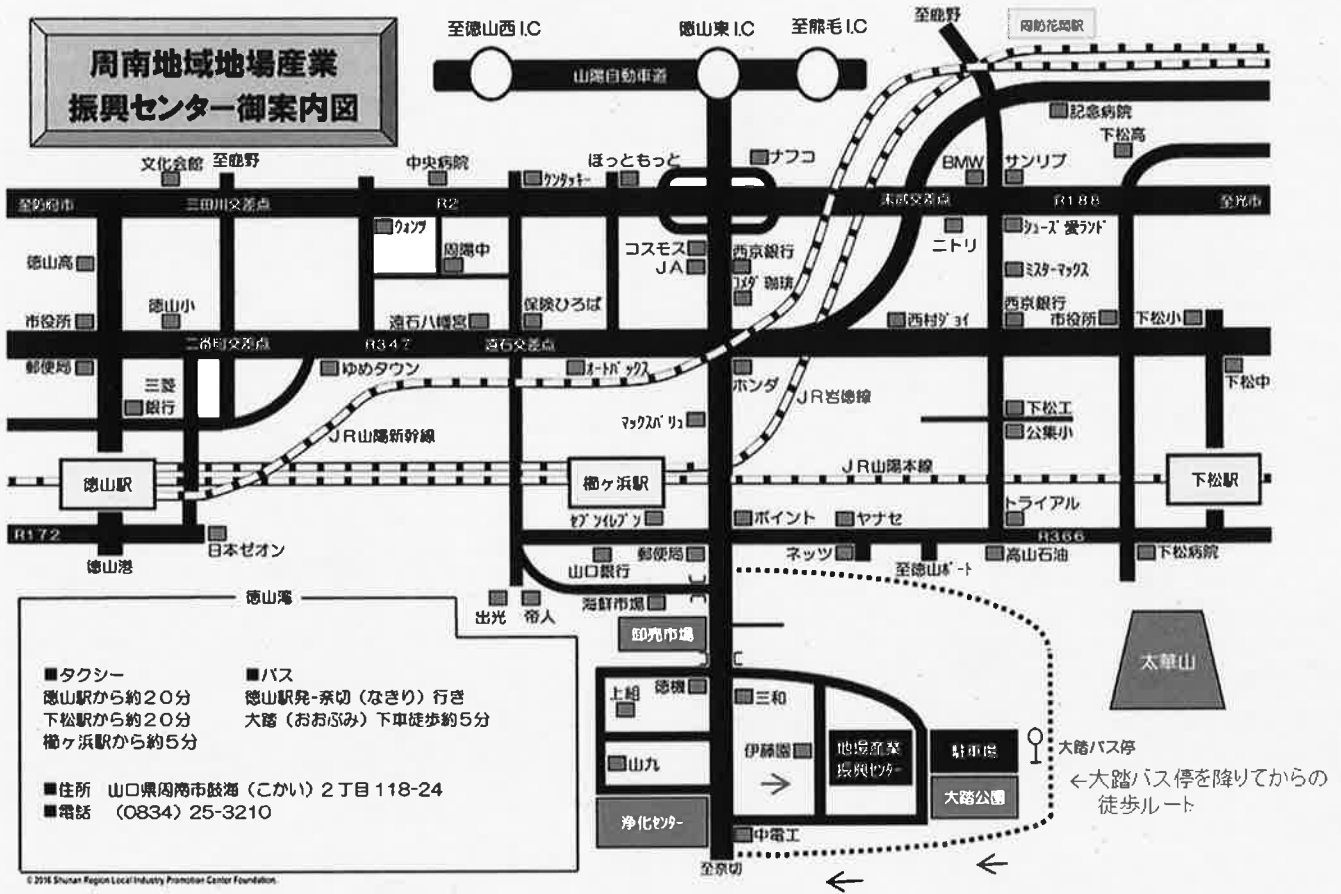 周南地域地場産業
振興センター御案内図
至徳山西I.C
徳山東I.C
至熊毛I.C
山陽自動車道
至鹿野
周防花岡駅
記念病院
下松高
文化会館
至鹿野
中央病院
ケンタッキー
ほっともっと
ナフコ
BMW
サンリブ
至防府市
三田川交差点
R2
末武交差点
R188
至光市
ウォンツ
周陽中
コスモス
JA
西京銀行
コメダ珈琲
ニトリ
シューズ愛ランド
ミスターマックス
徳山高
徳山小
市役所
遠石八幡宮
保険ひろば
西村ジョイ
西京銀行
市役所
下松小
二番町交差点
R347
遠石交差点
郵便局
三菱
銀行
ゆめタウン
オートバックス
ホンダ
下松中
マックスバリュ
JR岩徳線
下松工
公集小
JR山陽新幹線
徳山駅
櫛ヶ浜駅
JR山陽本線
下松駅
セブンイレブン
ポイント
ヤナセ
トライアル
R172
日本ゼオン
徳山港
R366
山口銀行
郵便局
ネッツ
至徳山ポート
高山石油
下松病院
徳山湾
出光
帝人
海鮮市場
卸売市場
太華山
上組
徳機
三和
山九
伊藤園
地場産業
振興センター
駐車場
大踏公園
大踏バス停
←大踏バス停を降りてからの
徒歩ルート
浄化センター
中電工
至奈切
■タクシー
徳山駅から約20分
下松駅から約20分
櫛ヶ浜駅から約5分
■バス
徳山駅発-奈切（なきり）行き
大踏（おおぶみ）下車徒歩約5分
■住所 山口県周南市鼓海（こかい）2丁目118-24
■電話 （0834）25-3210
© 2016 Shunan Region Local Industry Promotion Center Foundation.